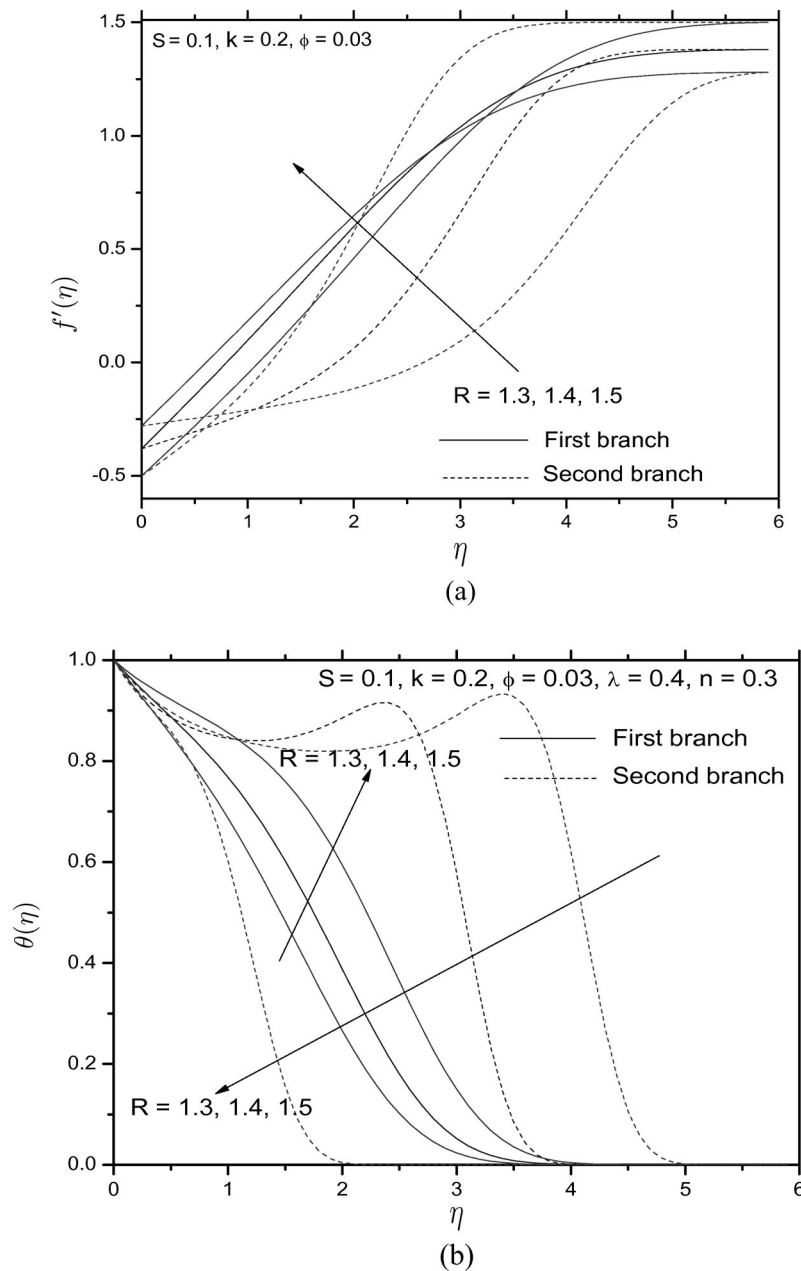 S = 0.1, k = 0.2, ϕ = 0.03
1.5
1.0
0.5
0.0
-0.5
f′(η)
R = 1.3, 1.4, 1.5
First branch
Second branch
0 1 2 3 4 5 6
η
(a)
S = 0.1, k = 0.2, ϕ = 0.03, λ = 0.4, n = 0.3
First branch
Second branch
R = 1.3, 1.4, 1.5
R = 1.3, 1.4, 1.5
1.0
0.8
0.6
0.4
0.2
0.0
θ(η)
0 1 2 3 4 5 6
η
(b)